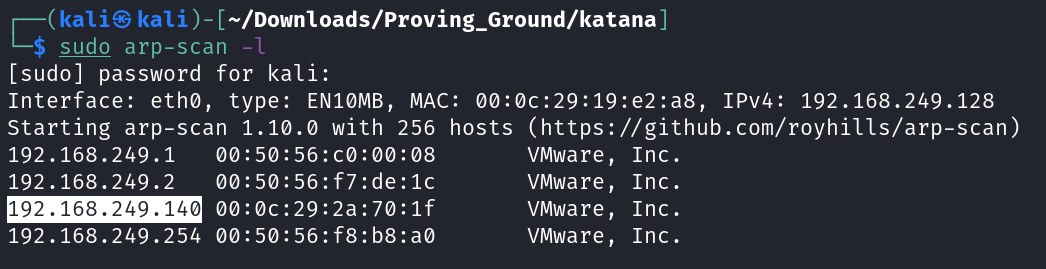 ┌──(kali㉿kali)-[~/Downloads/Proving_Ground/katana]
└─$ sudo arp-scan -l
[sudo] password for kali:
Interface: eth0, type: EN10MB, MAC: 00:0c:29:19:e2:a8, IPv4: 192.168.249.128
Starting arp-scan 1.10.0 with 256 hosts (https://github.com/royhills/arp-scan)
192.168.249.1   00:50:56:c0:00:08       VMware, Inc.
192.168.249.2   00:50:56:f7:de:1c       VMware, Inc.
192.168.249.140 00:0c:29:2a:70:1f       VMware, Inc.
192.168.249.254 00:50:56:f8:b8:a0       VMware, Inc.